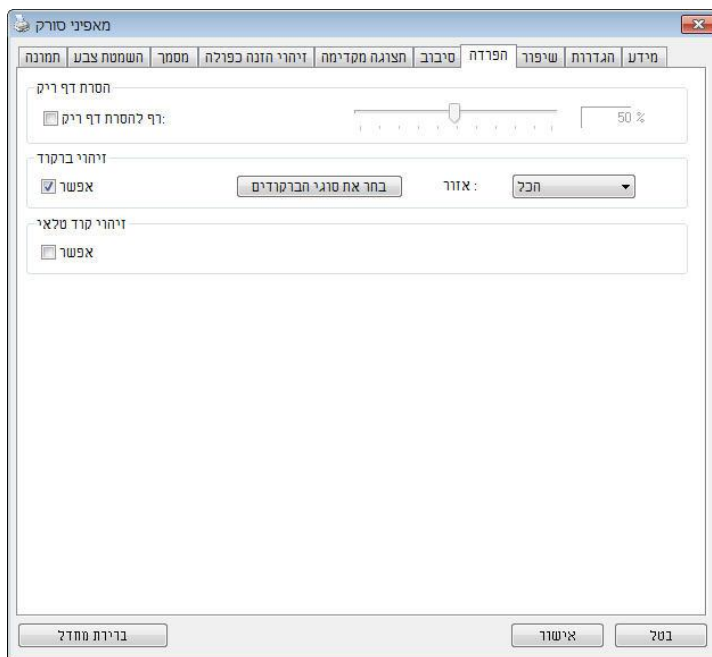 מאפיני סורק
תמונה השמטת צבע מסמך זיהוי הזנה כפולה תצוגה מקדימה סיבוב הפרדה שיפור הגדרות מידע
הסרת דף ריק
רף להסרת דף ריק:
50 %
זיהוי ברקוד
אפשר
בחר את סוגי הברקודים
אזור :
הכל
זיהוי קוד טלאי
אפשר
ברירת מחדל
אישור
בטל